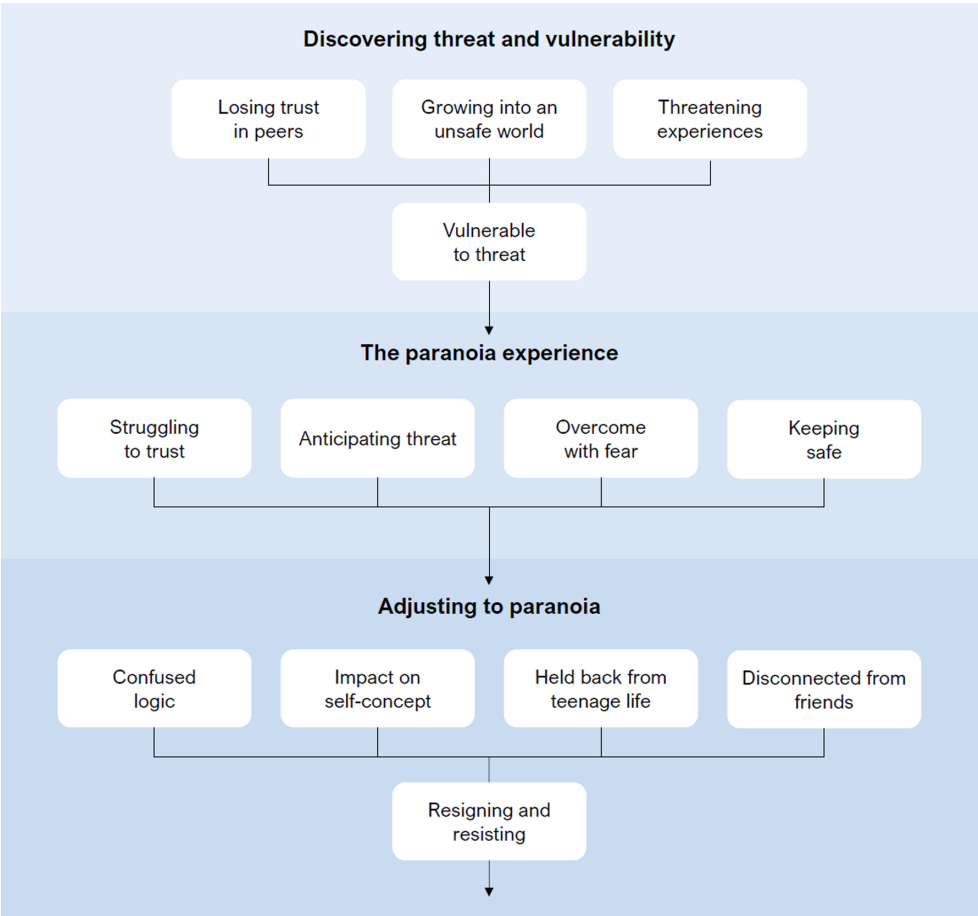 Discovering threat and vulnerability
Losing trust
in peers
Growing into an
unsafe world
Threatening
experiences
Vulnerable
to threat
The paranoia experience
Struggling
to trust
Anticipating threat
Overcome
with fear
Keeping
safe
Adjusting to paranoia
Confused
logic
Impact on
self-concept
Held back from
teenage life
Disconnected from
friends
Resigning and
resisting